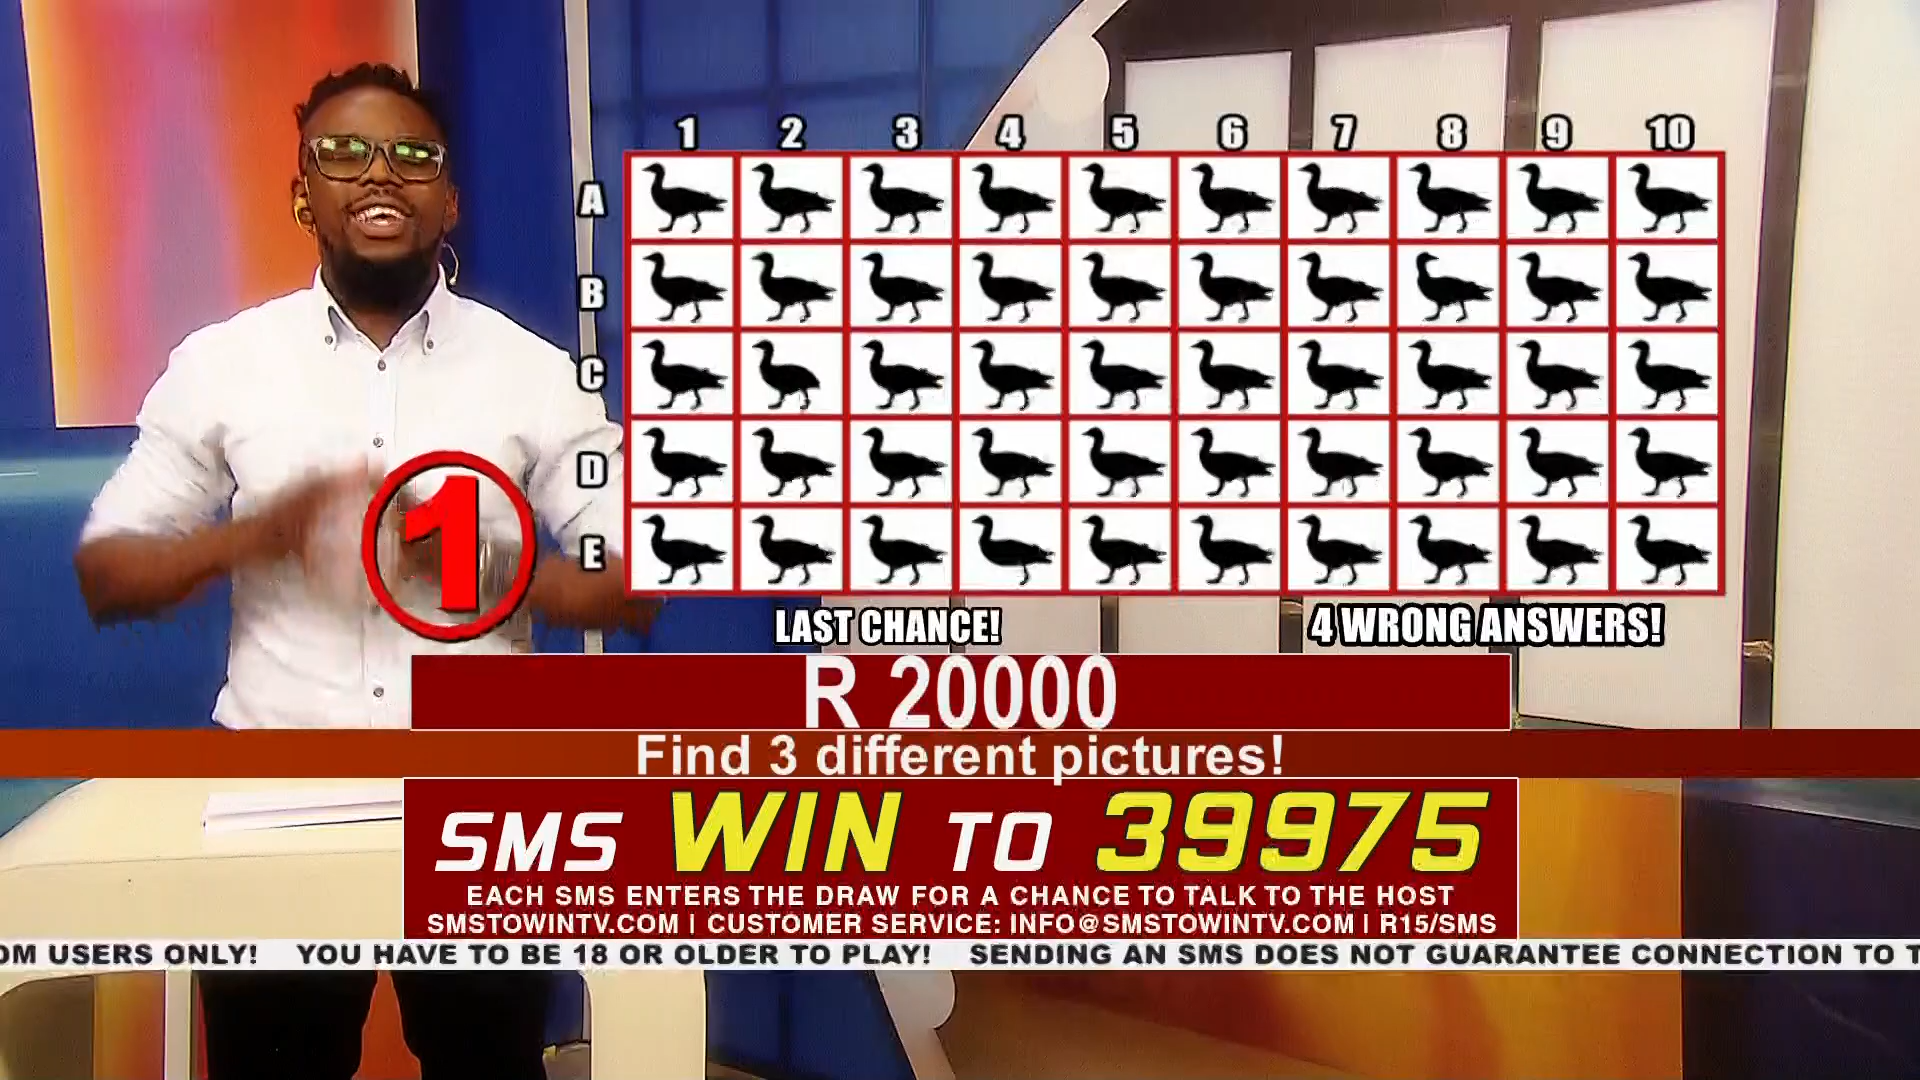 1 2 3 4 5 6 7 8 9 10
A
B
C
D
E
1
LAST CHANCE! 4 WRONG ANSWERS!
R 20000
Find 3 different pictures!
SMS WIN TO 39975
EACH SMS ENTERS THE DRAW FOR A CHANCE TO TALK TO THE HOST
SMSTOWINTV.COM | CUSTOMER SERVICE: INFO@SMSTOWINTV.COM | R15/SMS
OM USERS ONLY! YOU HAVE TO BE 18 OR OLDER TO PLAY! SENDING AN SMS DOES NOT GUARANTEE CONNECTION TO T